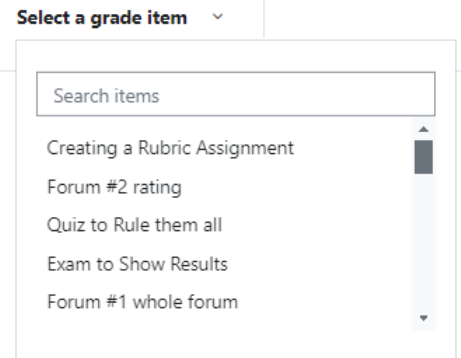 Select a grade item
Search items
Creating a Rubric Assignment
Forum #2 rating
Quiz to Rule them all
Exam to Show Results
Forum #1 whole forum